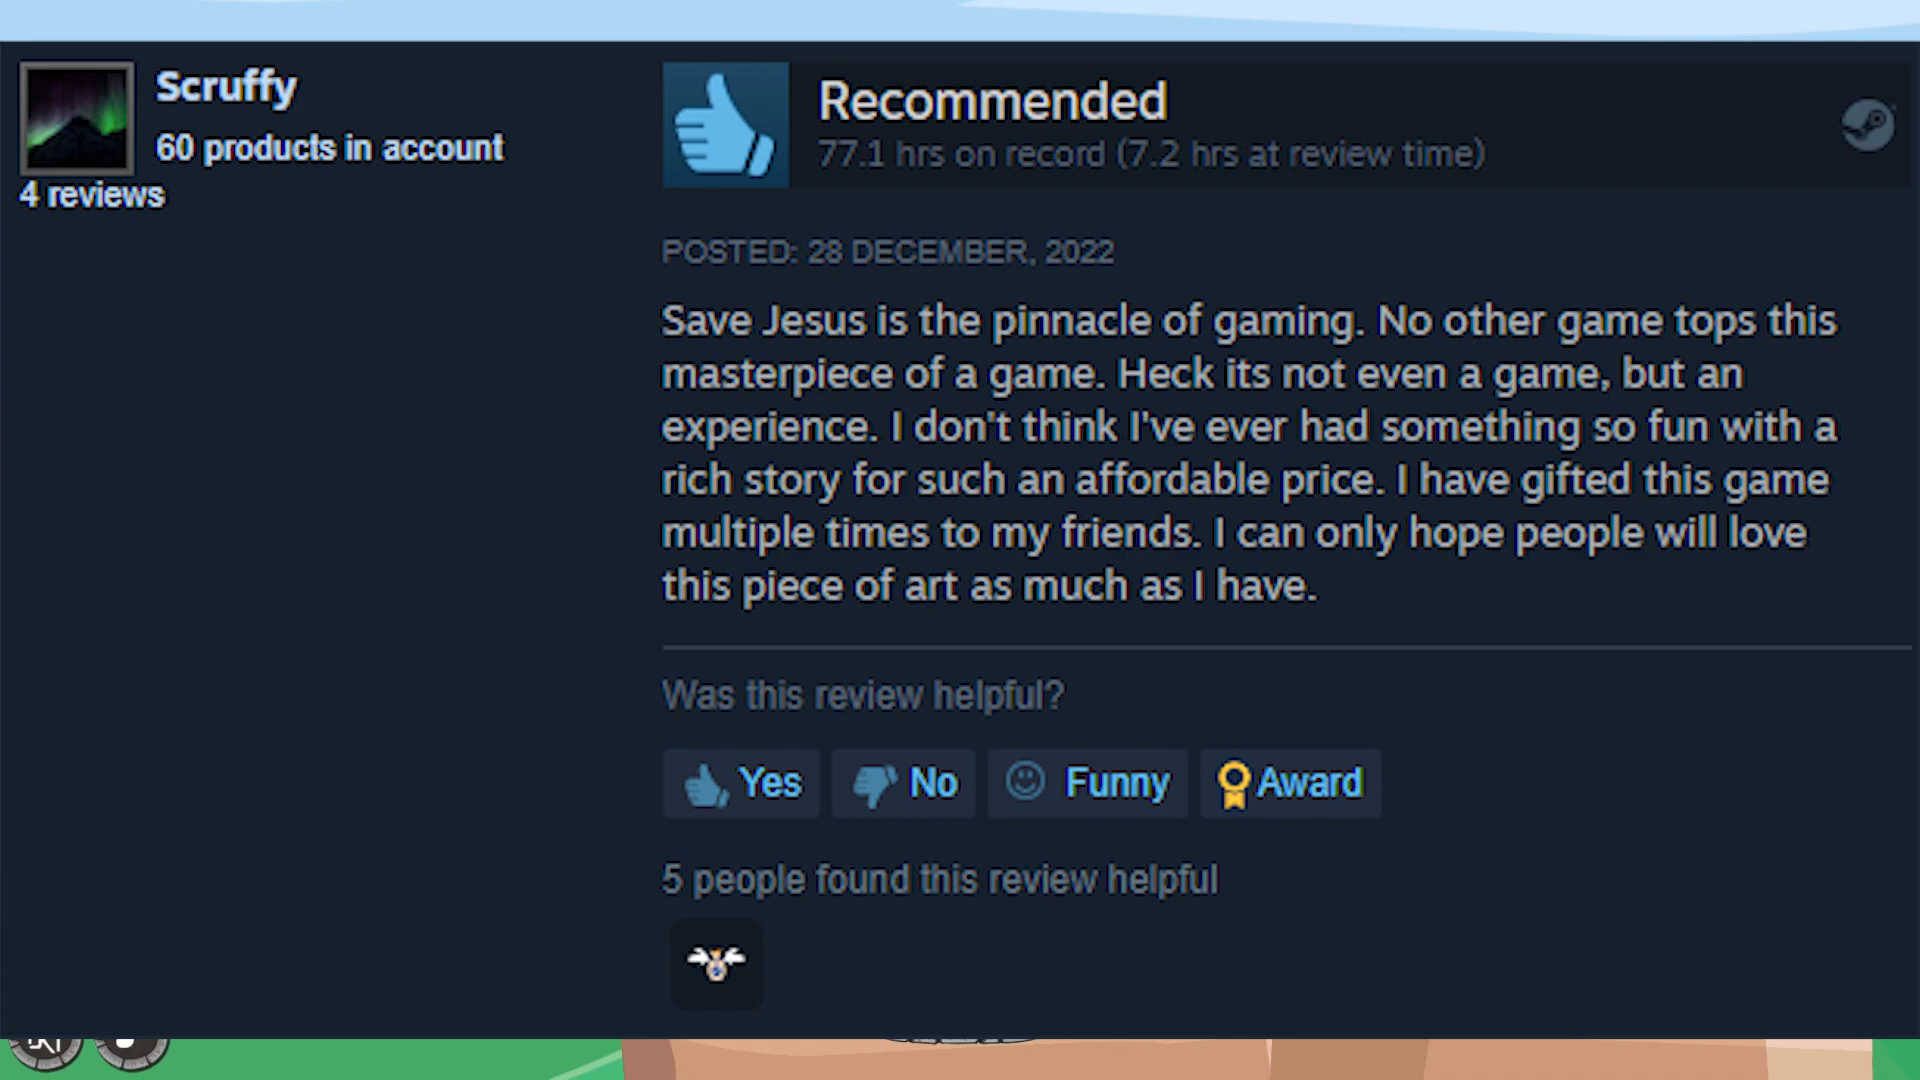 Scruffy
60 products in account
4 reviews
Recommended
77.1 hrs on record (7.2 hrs at review time)
POSTED: 28 DECEMBER, 2022
Save Jesus is the pinnacle of gaming. No other game tops this
masterpiece of a game. Heck its not even a game, but an
experience. I don't think I've ever had something so fun with a
rich story for such an affordable price. I have gifted this game
multiple times to my friends. I can only hope people will love
this piece of art as much as I have.
Was this review helpful?
Yes No Funny Award
5 people found this review helpful